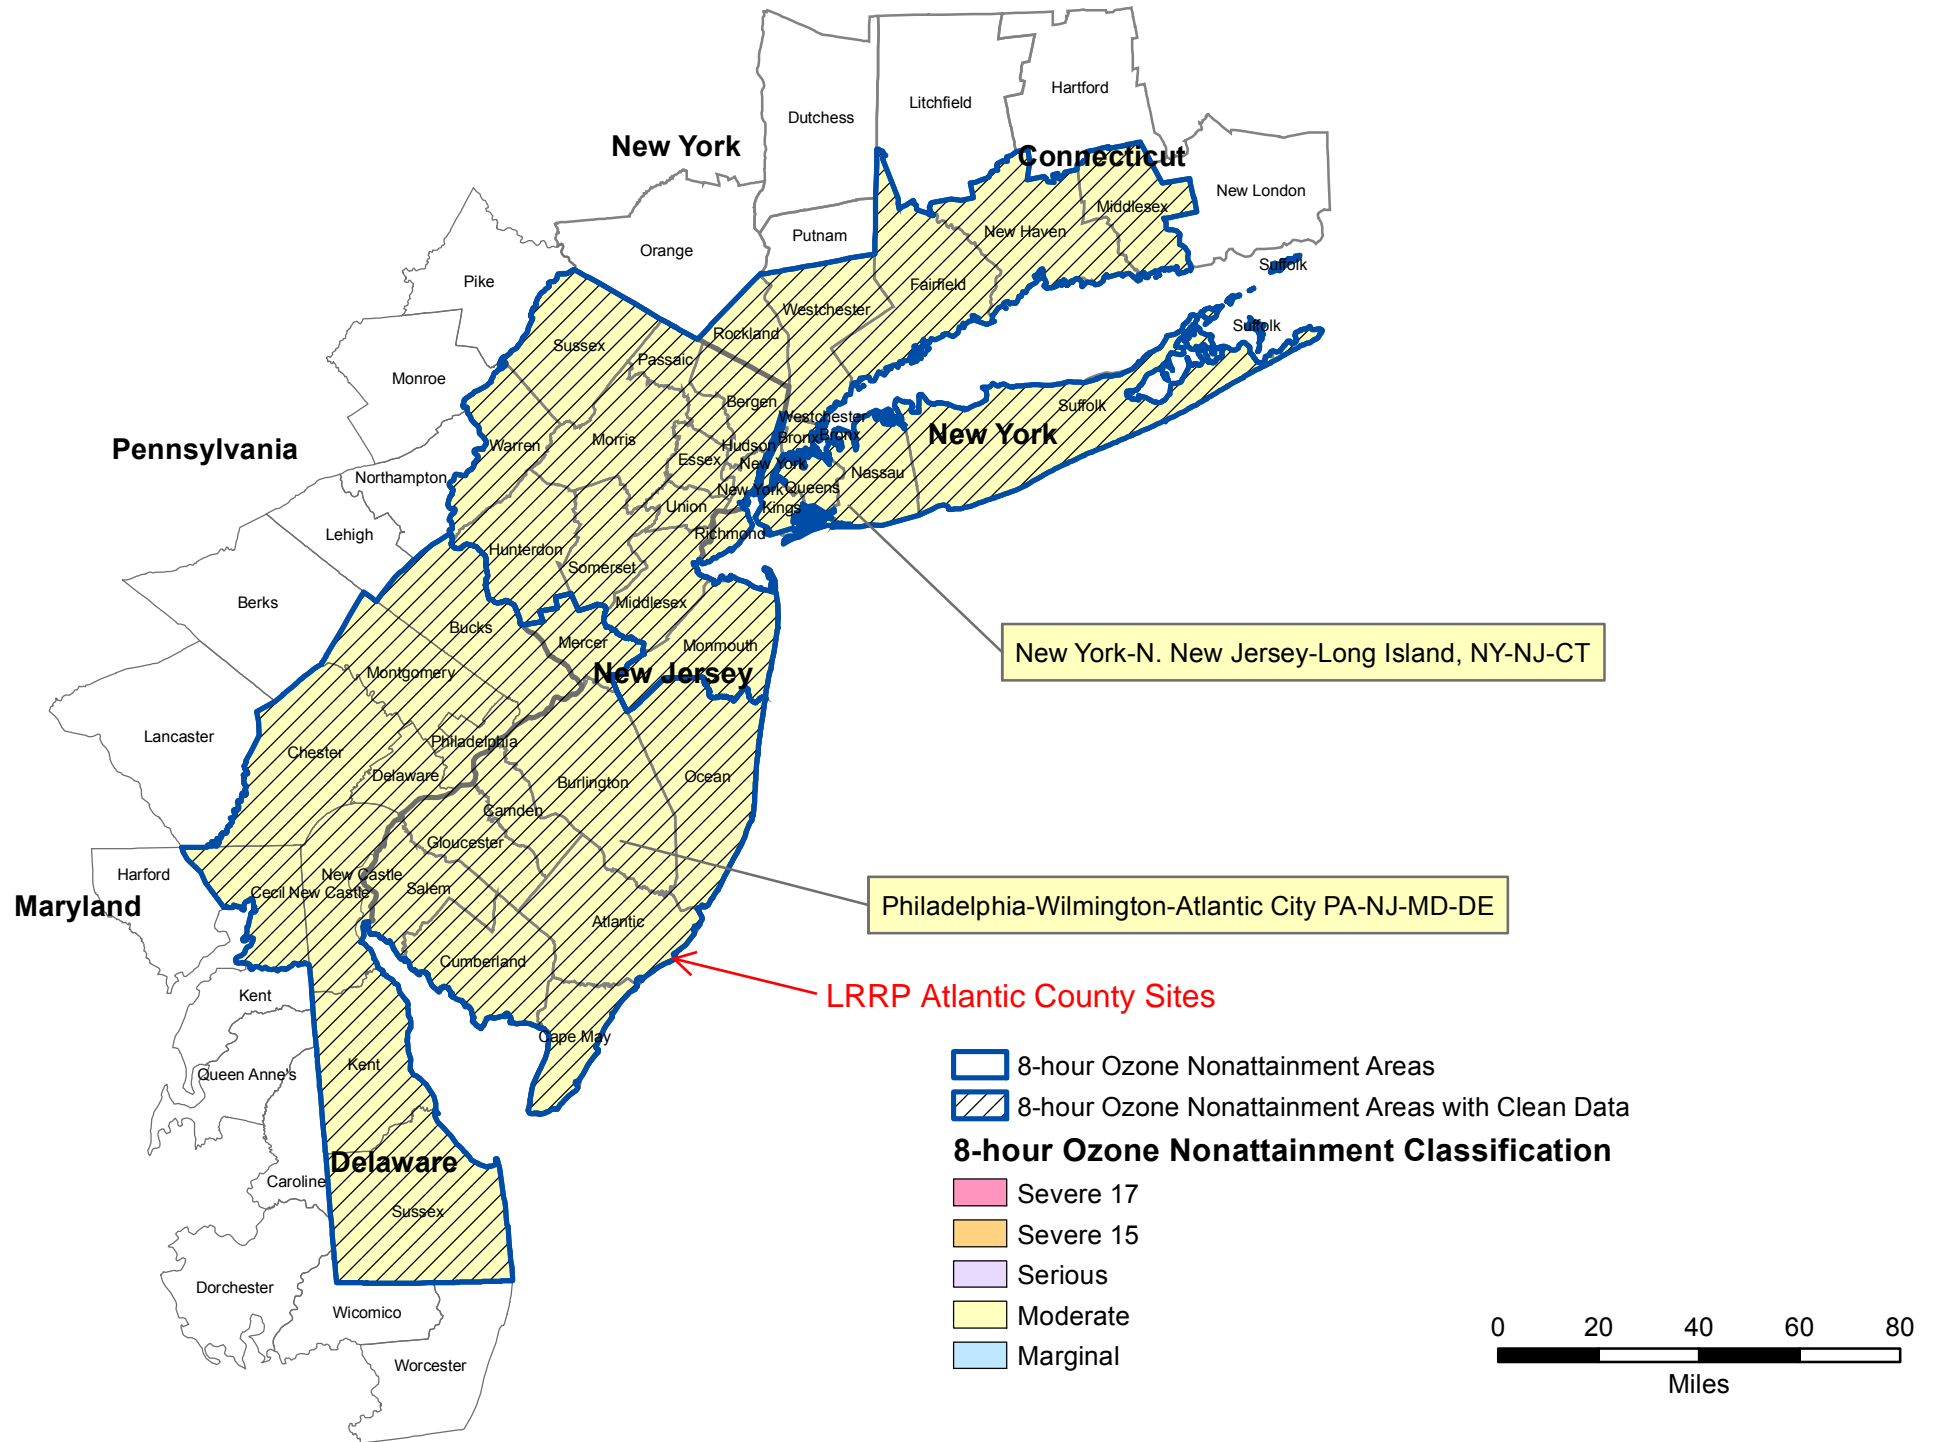 Hartford
Litchfield
Dutchess
New York
Connecticut
New London
Middlesex
New Haven
Putnam
Orange
Suffolk
Pike
Fairfield
Westchester
Suffolk
Rockland
Sussex
Passaic
Monroe
Bergen
Suffolk
Westchester
New York
Pennsylvania
Warren
Morris
Hudson
Bronx
Bronx
Essex
New York
Nassau
Northampton
New York
Queens
Union
Kings
Lehigh
Richmond
Hunterdon
Somerset
Berks
Middlesex
Bucks
Mercer
Monmouth
New York-N. New Jersey-Long Island, NY-NJ-CT
Montgomery
New Jersey
Lancaster
Chester
Philadelphia
Delaware
Burlington
Ocean
Camden
Gloucester
Harford
New Castle
Cecil
New Castle
Salem
Maryland
Philadelphia-Wilmington-Atlantic City PA-NJ-MD-DE
Atlantic
Cumberland
Kent
LRRP Atlantic County Sites
Cape May
Kent
Queen Anne's
8-hour Ozone Nonattainment Areas
8-hour Ozone Nonattainment Areas with Clean Data
8-hour Ozone Nonattainment Classification
Delaware
Caroline
Sussex
Severe 17
Severe 15
Serious
Dorchester
Wicomico
Moderate
Worcester
Marginal
0 20 40 60 80
Miles